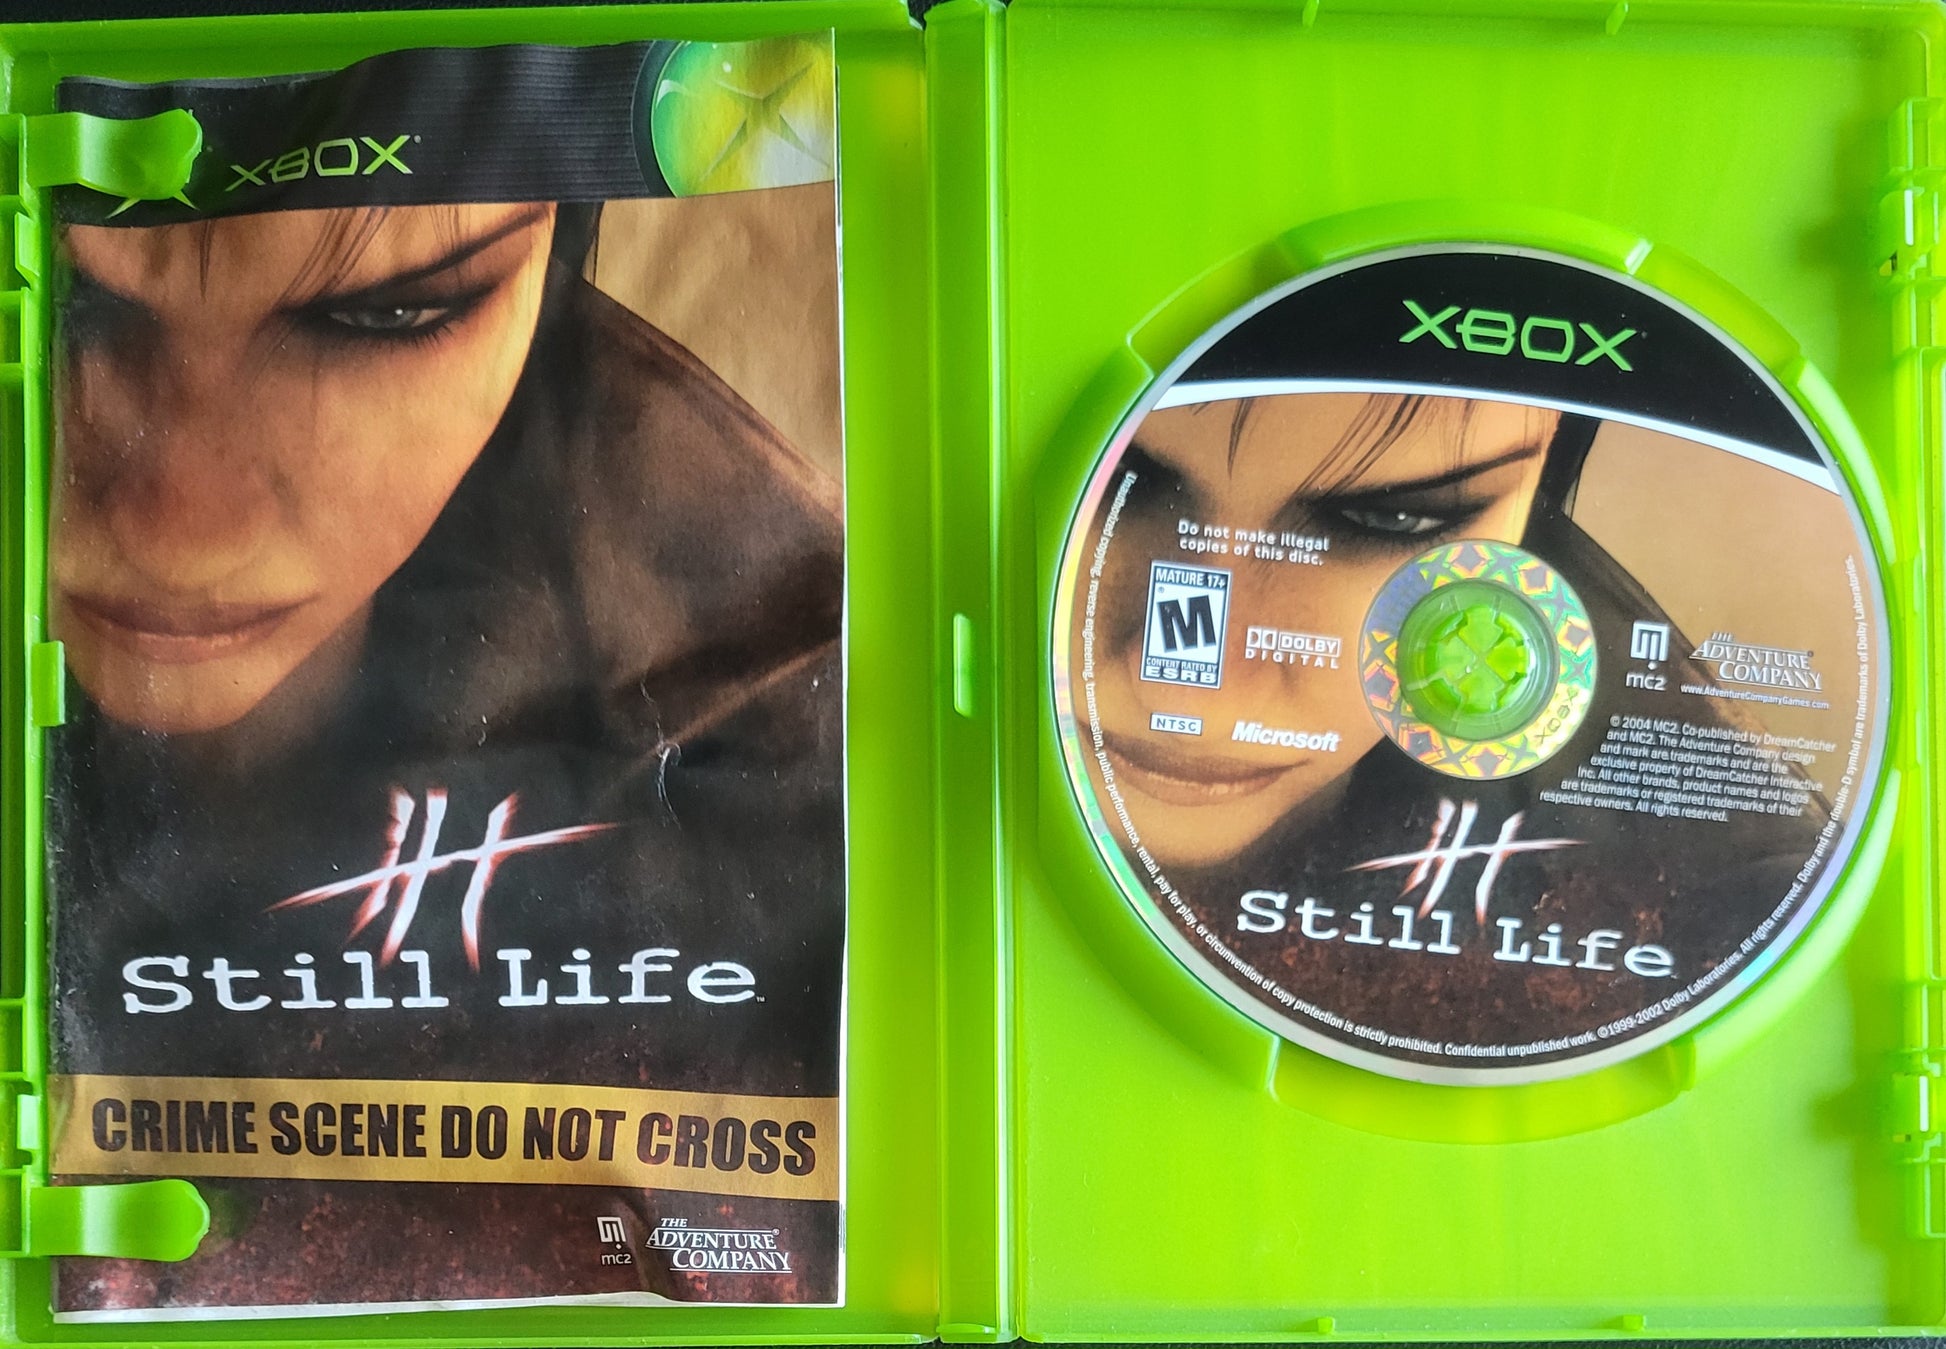 XBOX
Still Life™
CRIME SCENE DO NOT CROSS
mc2
THE
ADVENTURE®
COMPANY
XBOX
Do not make illegal
copies of this disc.
MATURE 17+
M
CONTENT RATED BY
ESRB
DOLBY
DIGITAL
NTSC
Microsoft
XBOX
mc2
THE
ADVENTURE®
COMPANY
www.AdventureCompanyGames.com
© 2004 MC2. Co-published by DreamCatcher
and MC2. The Adventure Company design
and mark are trademarks and are the
exclusive property of DreamCatcher Interactive
Inc. All other brands, product names and logos
are trademarks or registered trademarks of their
respective owners. All rights reserved.
Still Life
Unauthorized copying, reverse engineering, transmission, public performance, rental, pay for play, or circumvention of copy protection is strictly prohibited. Confidential unpublished work. ©1999-2002 Dolby Laboratories. All rights reserved. Dolby and the double-D symbol are trademarks of Dolby Laboratories.